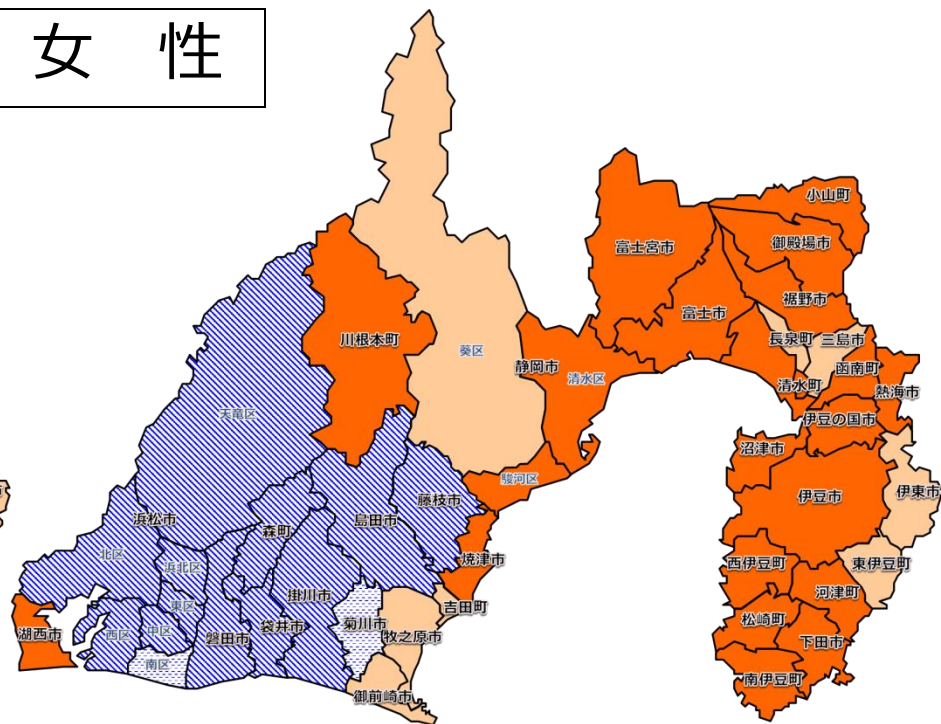 女 性
小山町
富士宮市
御殿場市
裾野市
富士市
川根本町
長泉町
三島市
葵区
静岡市
函南町
清水区
清水町
熱海市
天竜区
伊豆の国市
沼津市
駿河区
伊東市
藤枝市
伊豆市
浜松市
島田市
森町
北区
焼津市
西伊豆町
東伊豆町
浜北区
掛川市
河津町
東区
吉田町
松崎町
菊川市
袋井市
中区
湖西市
西区
磐田市
牧之原市
下田市
南区
南伊豆町
御前崎市